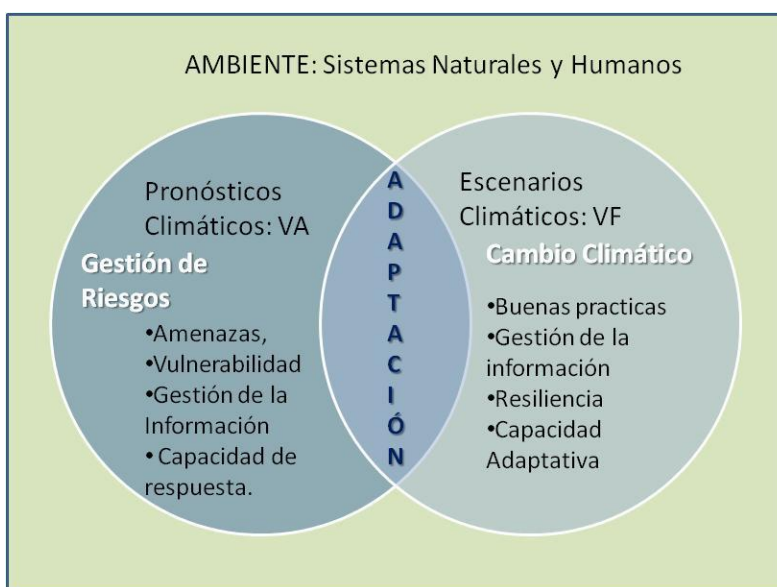 AMBIENTE: Sistemas Naturales y Humanos
Pronósticos
Climáticos: VA
Gestión de
Riesgos
•Amenazas,
•Vulnerabilidad
•Gestión de la
Información
• Capacidad de
respuesta.
ADAPTACIÓN
Escenarios
Climáticos: VF
Cambio Climático
•Buenas practicas
•Gestión de la
información
•Resiliencia
•Capacidad
Adaptativa